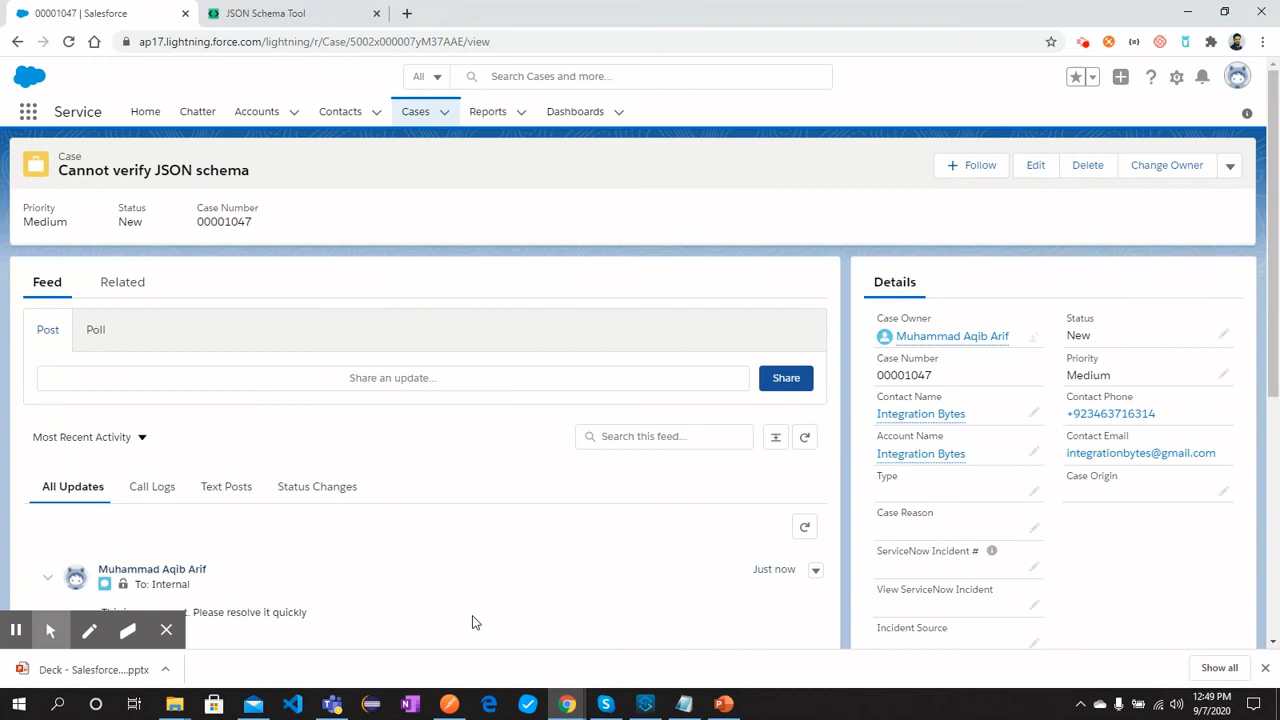 00001047 | Salesforce
JSON Schema Tool
ap17.lightning.force.com/lightning/r/Case/5002x000007yM37AAE/view
All
Search Cases and more...
Service
Home
Chatter
Accounts
Contacts
Cases
Reports
Dashboards
Case
Cannot verify JSON schema
Follow
Edit
Delete
Change Owner
Priority
Status
Case Number
Medium
New
00001047
Feed
Related
Post
Poll
Share an update...
Share
Most Recent Activity
Search this feed...
All Updates
Call Logs
Text Posts
Status Changes
Muhammad Aqib Arif
Just now
To: Internal
t. Please resolve it quickly
Details
Case Owner
Muhammad Aqib Arif
Status
New
Case Number
00001047
Priority
Medium
Contact Name
Integration Bytes
Contact Phone
+923463716314
Account Name
Integration Bytes
Contact Email
integrationbytes@gmail.com
Type
Case Origin
Case Reason
ServiceNow Incident #
View ServiceNow Incident
Incident Source
Deck - Salesforce....pptx
Show all
12:49 PM
9/7/2020